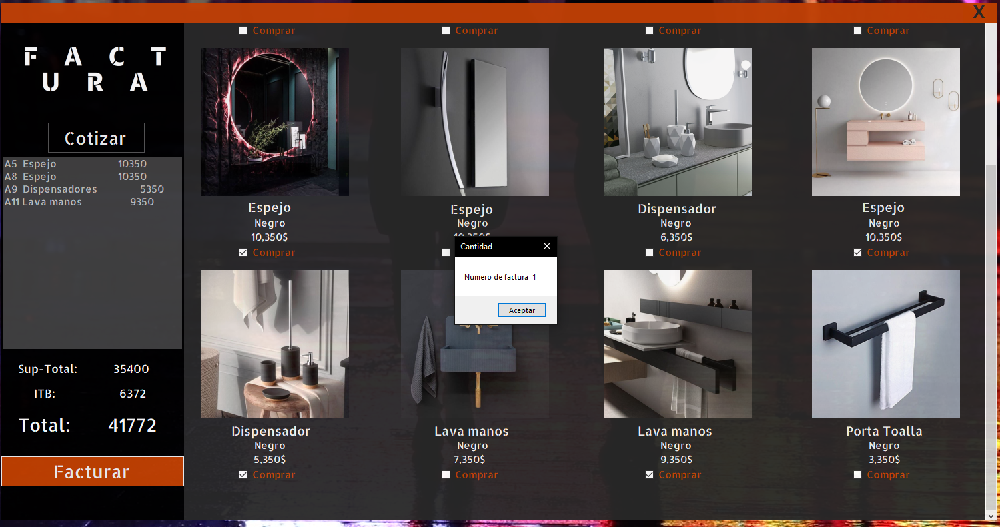 X
FACT
URA
Cotizar
A5 Espejo 10350
A8 Espejo 10350
A9 Dispensadores 5350
A11 Lava manos 9350
Sup-Total: 35400
ITB: 6372
Total: 41772
Facturar
Comprar Comprar Comprar Comprar
Espejo Espejo Dispensador Espejo
Negro Negro Negro Negro
10,350$ 6,350$ 10,350$
Comprar Comprar Comprar
Cantidad
Numero de factura 1
Aceptar
Dispensador Lava manos Lava manos Porta Toalla
Negro Negro Negro Negro
5,350$ 7,350$ 9,350$ 3,350$
Comprar Comprar Comprar Comprar